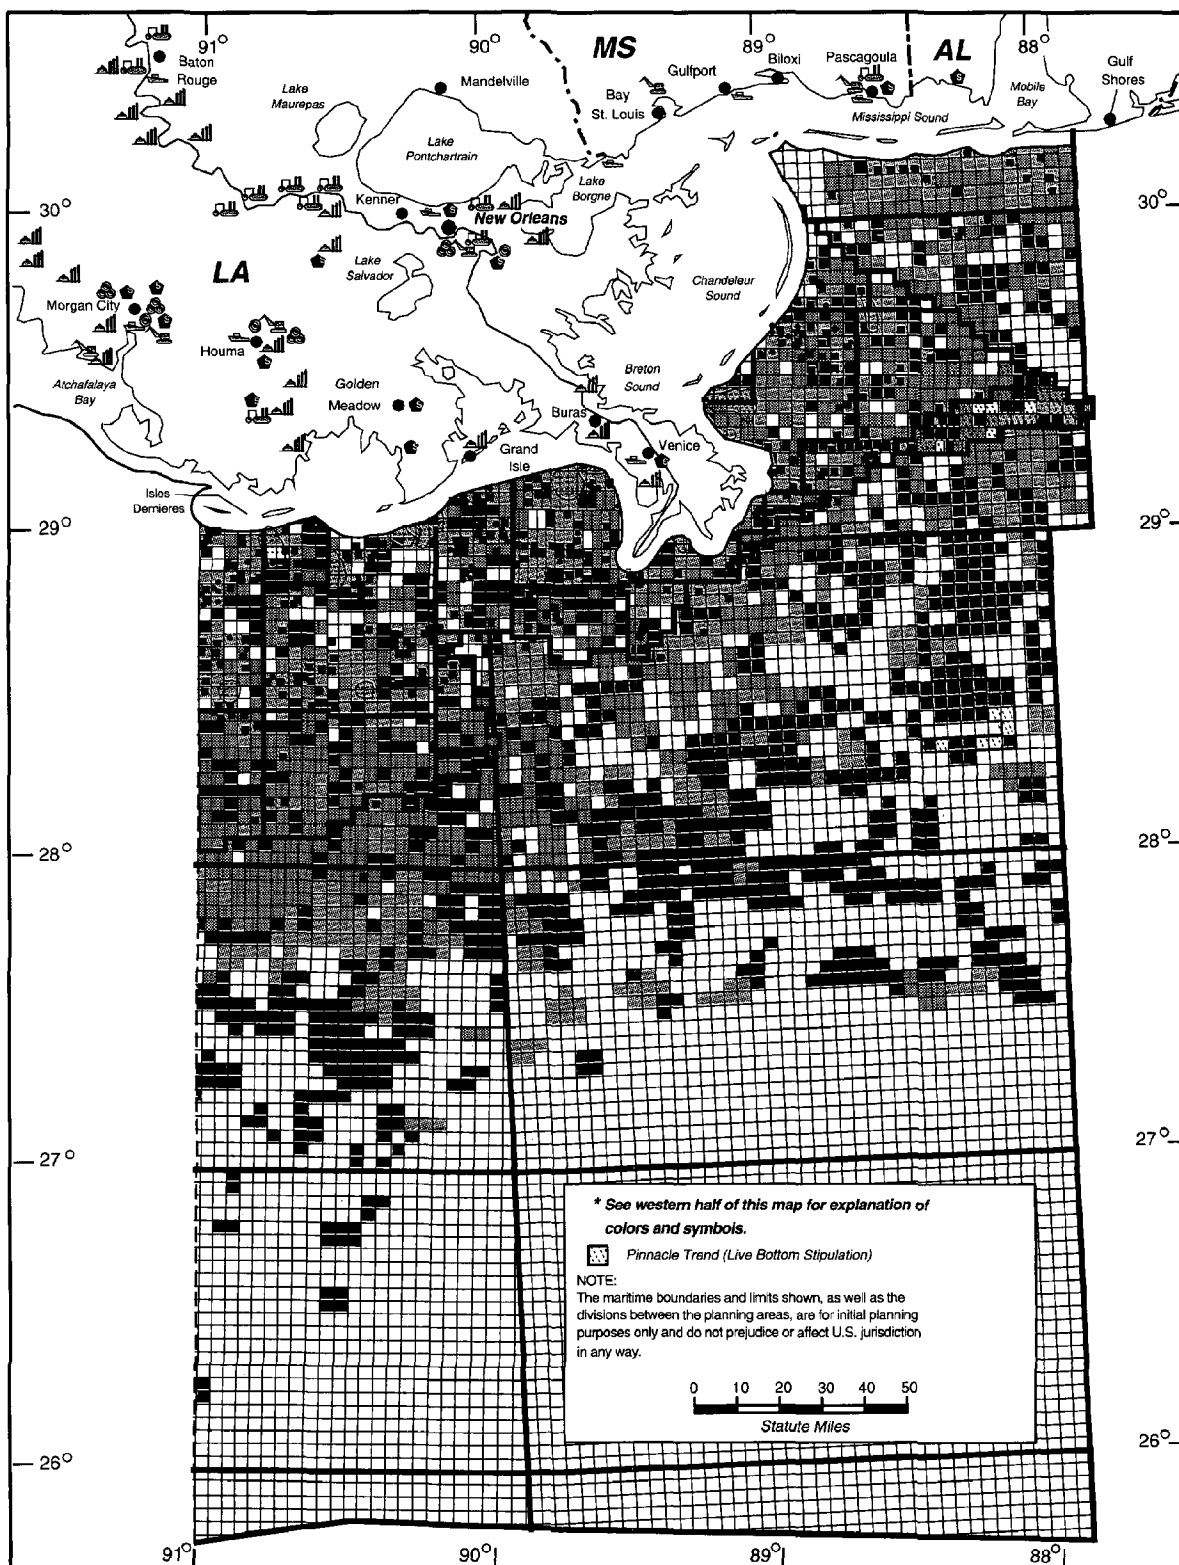 91°
90°
89°
88°
MS
AL
LA
Baton
Rouge
Lake
Maurepas
Mandelville
Lake
Pontchartrain
Bay
St. Louis
Gulfport
Biloxi
Pascagoula
Mississippi Sound
Mobile
Bay
Gulf
Shores
30°
30°
Kenner
New Orleans
Lake
Borgne
Lake
Salvador
Chandeleur
Sound
Morgan City
Houma
Atchafalaya
Bay
Golden
Meadow
Breton
Sound
Buras
Venice
Grand
Isle
Isles
Dernieres
29°
29°
28°
28°
27°
27°
* See western half of this map for explanation of
colors and symbols.
Pinnacle Trend (Live Bottom Stipulation)
NOTE:
The maritime boundaries and limits shown, as well as the
divisions between the planning areas, are for initial planning
purposes only and do not prejudice or affect U.S. jurisdiction
in any way.
0 10 20 30 40 50
Statute Miles
26°
26°
91°
90°
89°
88°